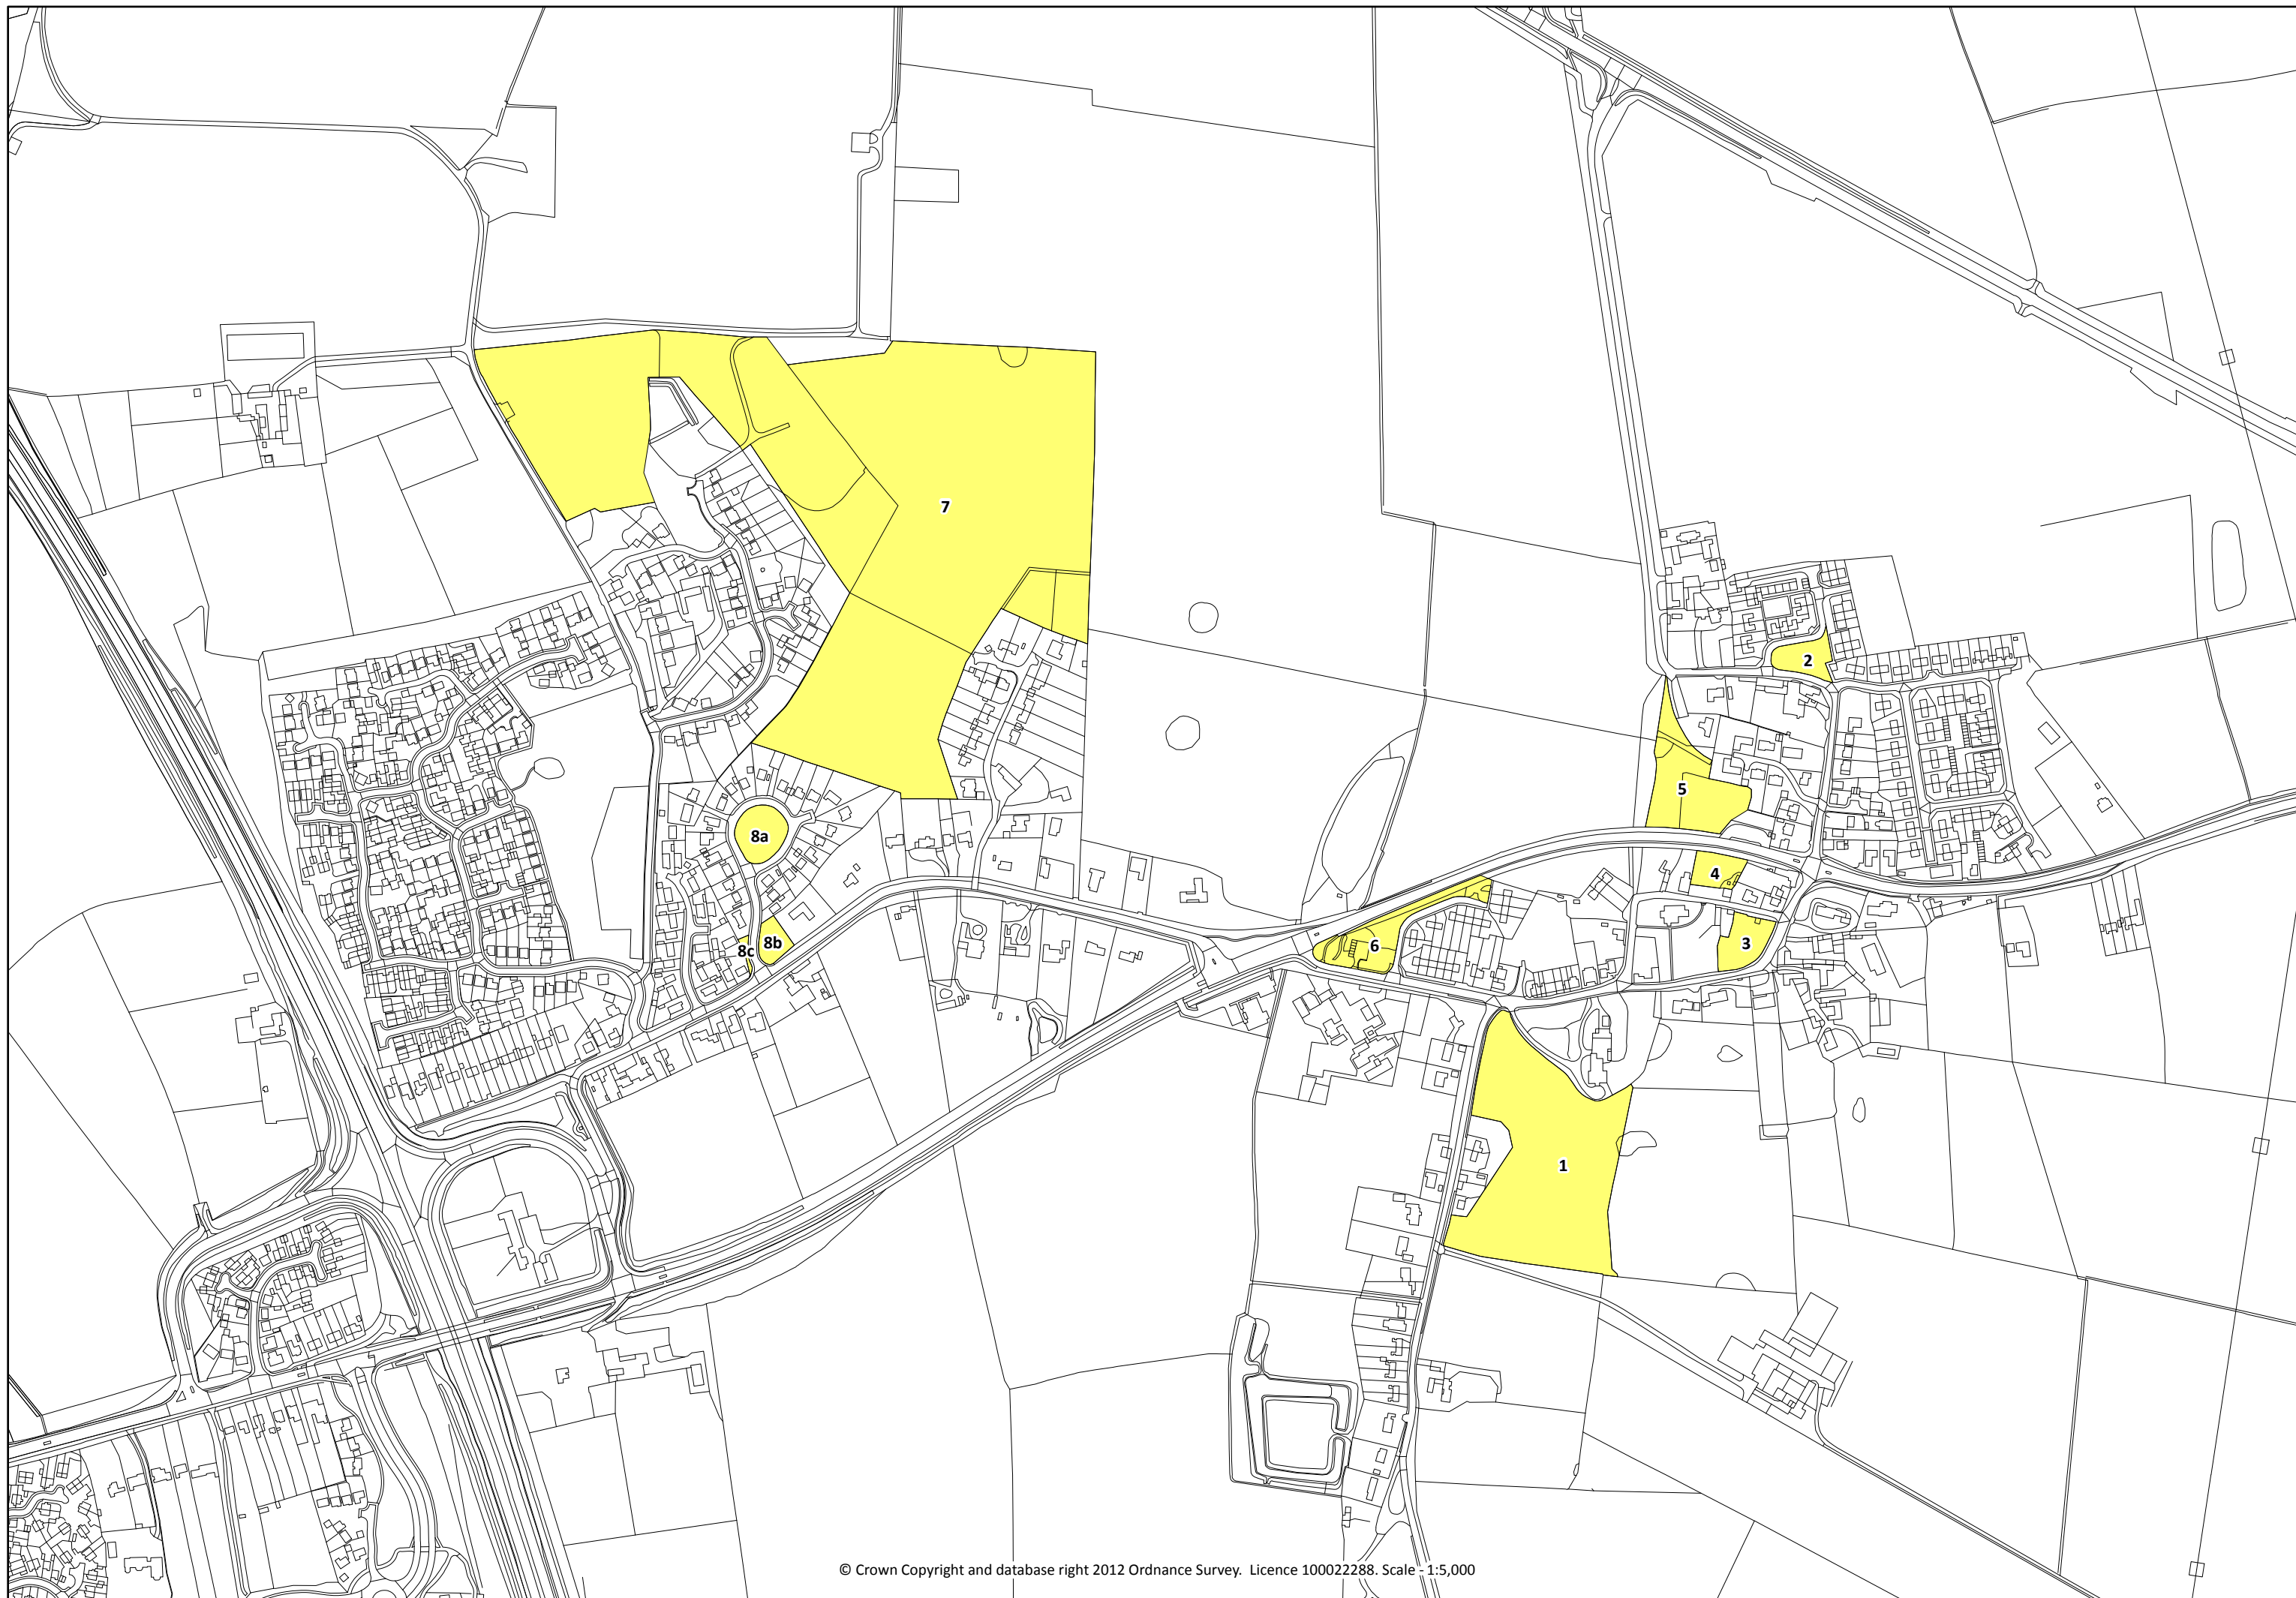 7
2
5
8a
4
8b
8c
3
6
1
© Crown Copyright and database right 2012 Ordnance Survey. Licence 100022288. Scale - 1:5,000